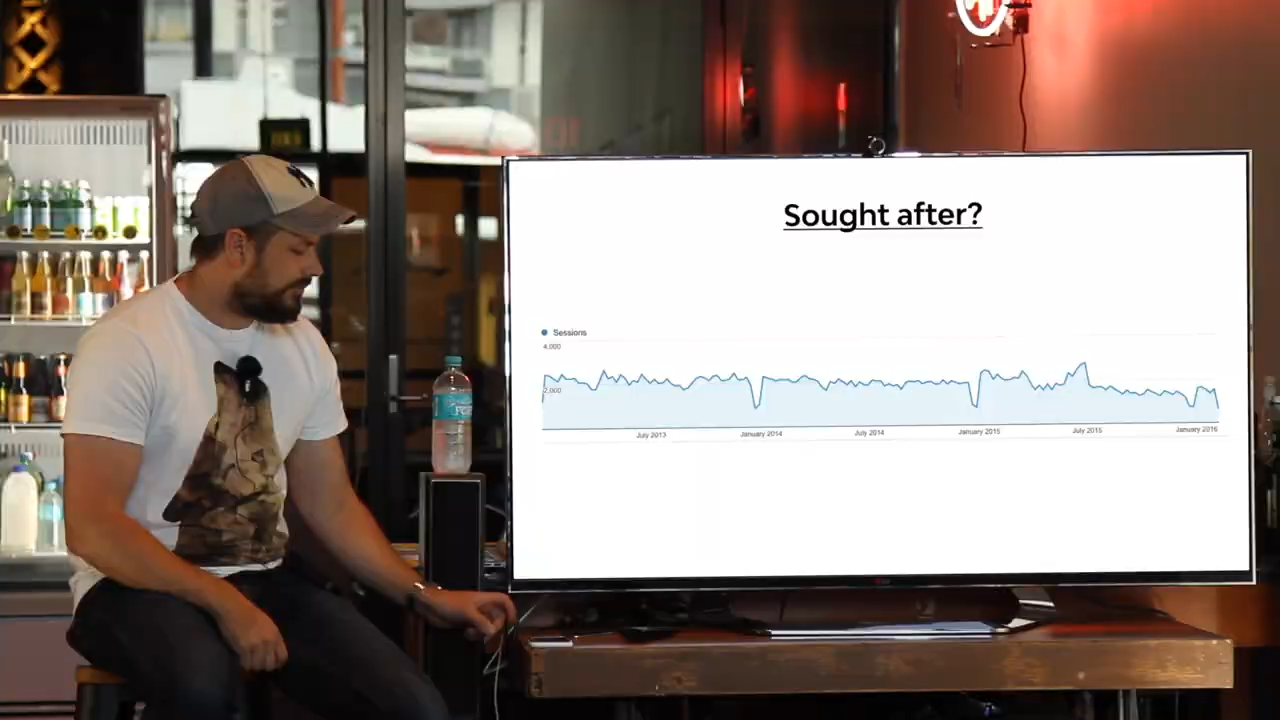 Sought after?
Sessions
4,000
2,000
July 2013
January 2014
July 2014
January 2015
July 2015
January 2016